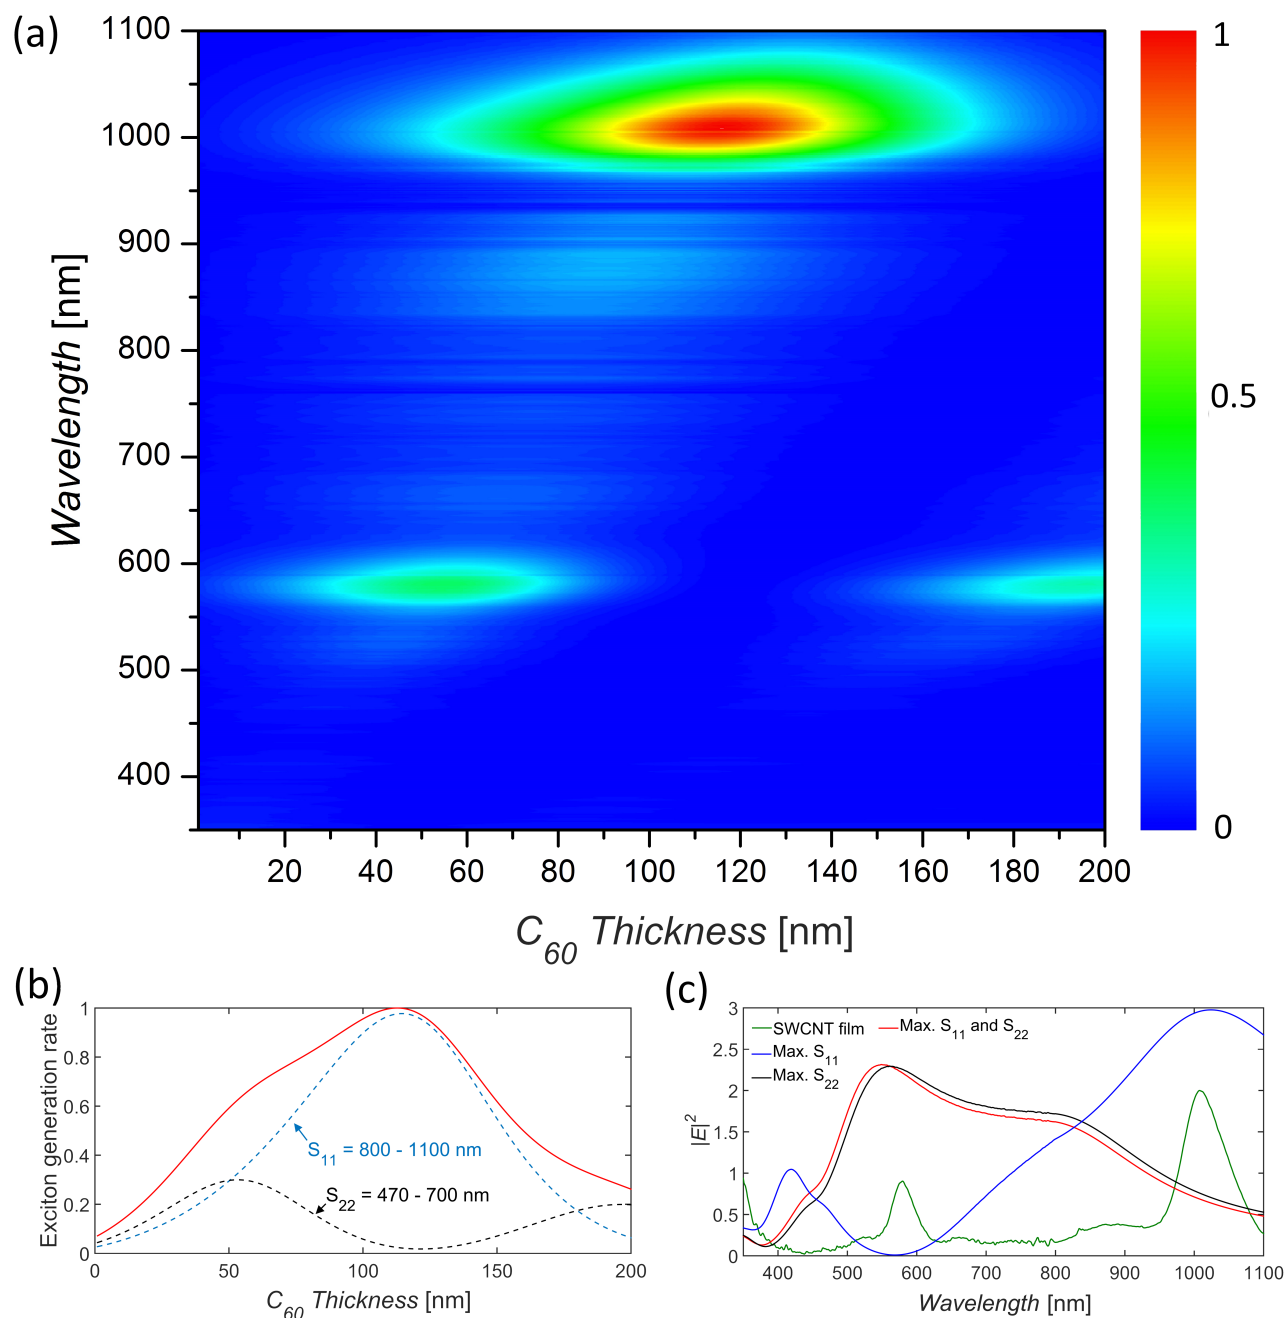 (a)
1100
1000
900
800
700
600
500
400
Wavelength [nm]
20 40 60 80 100 120 140 160 180 200
C60 Thickness [nm]
1
0.5
0
(b)
1
0.8
0.6
0.4
0.2
0
Exciton generation rate
S11 = 800 - 1100 nm
S22 = 470 - 700 nm
0 50 100 150 200
C60 Thickness [nm]
(c)
3
2.5
2
1.5
1
0.5
0
|E|2
SWCNT film
Max. S11 and S22
Max. S11
Max. S22
400 500 600 700 800 900 1000 1100
Wavelength [nm]